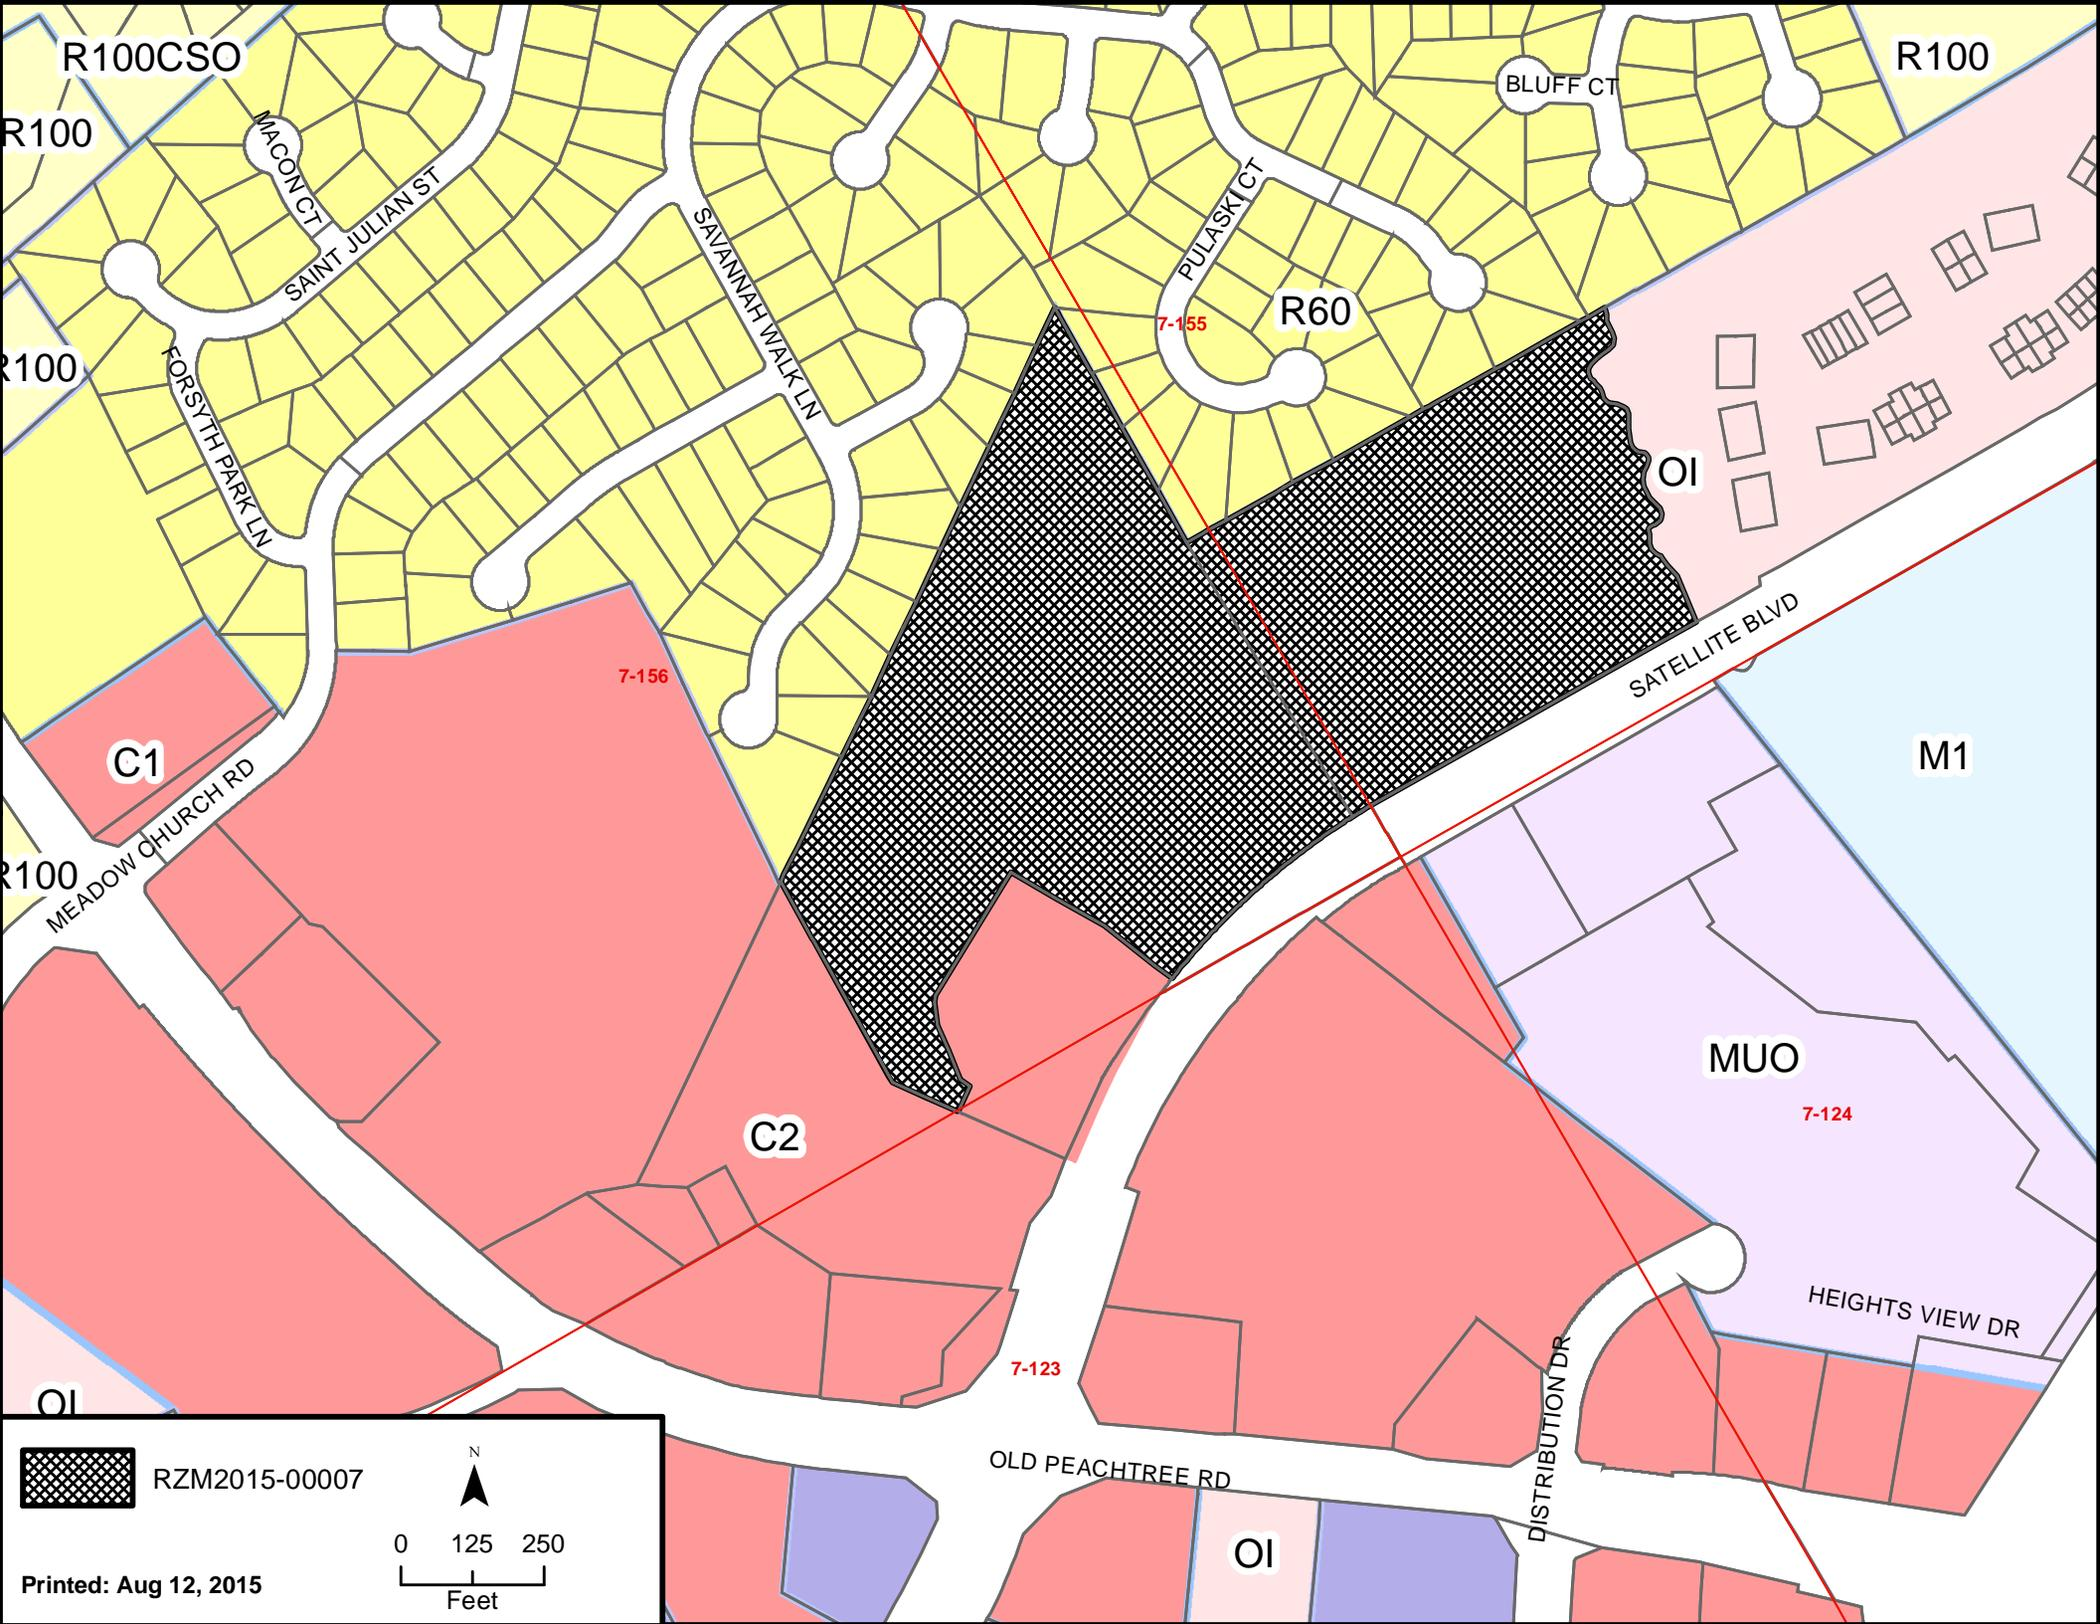 R100CSO
R100
BLUFF CT
R100
MACON CT
SAINT JULIAN ST
PULASKI CT
SAVANNAH WALK LN
R60
7-155
R100
FORSYTH PARK LN
OI
SATELLITE BLVD
7-156
C1
M1
MEADOW CHURCH RD
R100
MUO
7-124
C2
HEIGHTS VIEW DR
7-123
DISTRIBUTION DR
OI
OLD PEACHTREE RD
OI
RZM2015-00007
N
0 125 250
Feet
Printed: Aug 12, 2015